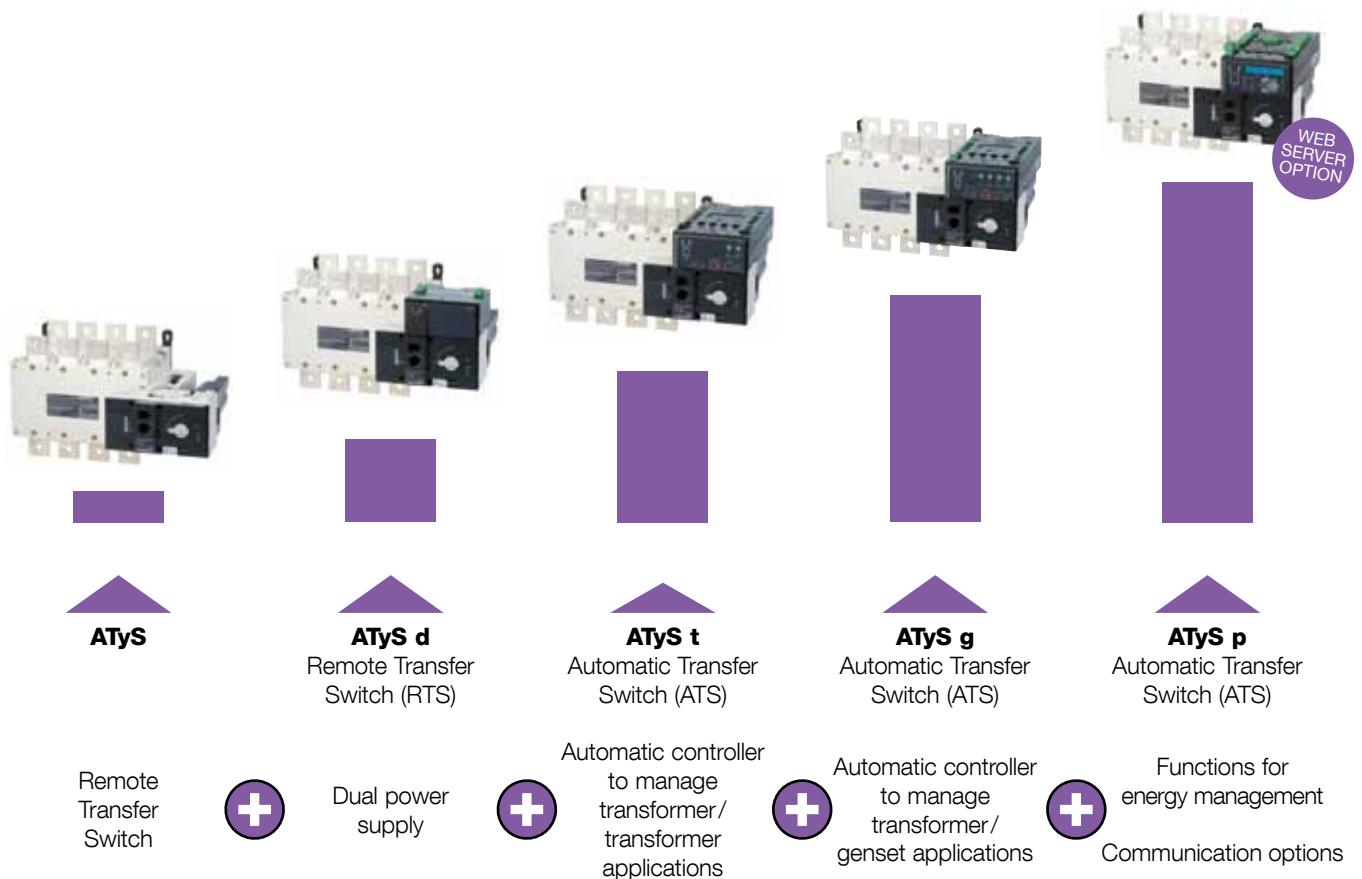 WEB
SERVER
OPTION
ATyS
ATyS d
Remote Transfer
Switch (RTS)
ATyS t
Automatic Transfer
Switch (ATS)
ATyS g
Automatic Transfer
Switch (ATS)
ATyS p
Automatic Transfer
Switch (ATS)
Remote
Transfer
Switch
Dual power
supply
Automatic controller
to manage
transformer/
transformer
applications
Automatic controller
to manage
transformer/
genset applications
Functions for
energy management
Communication options